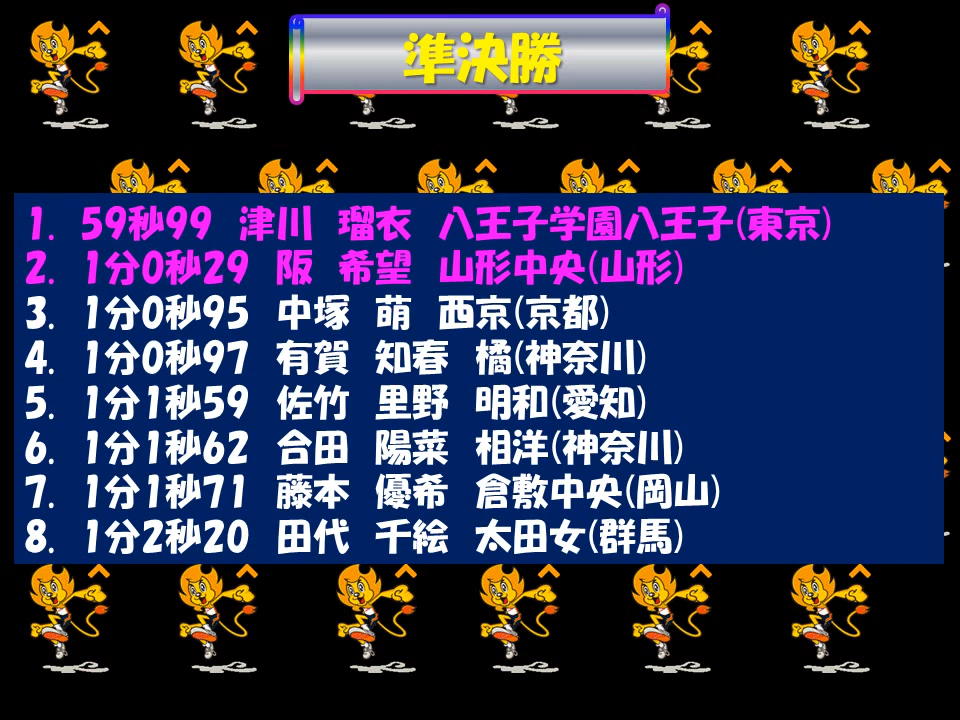 準決勝
1. 59秒99 津川 瑠衣 八王子学園八王子(東京)
2. 1分0秒29 阪 希望 山形中央(山形)
3. 1分0秒95 中塚 萌 西京(京都)
4. 1分0秒97 有賀 知春 橘(神奈川)
5. 1分1秒59 佐竹 里野 明和(愛知)
6. 1分1秒62 合田 陽菜 相洋(神奈川)
7. 1分1秒71 藤本 優希 倉敷中央(岡山)
8. 1分2秒20 田代 千絵 太田女(群馬)